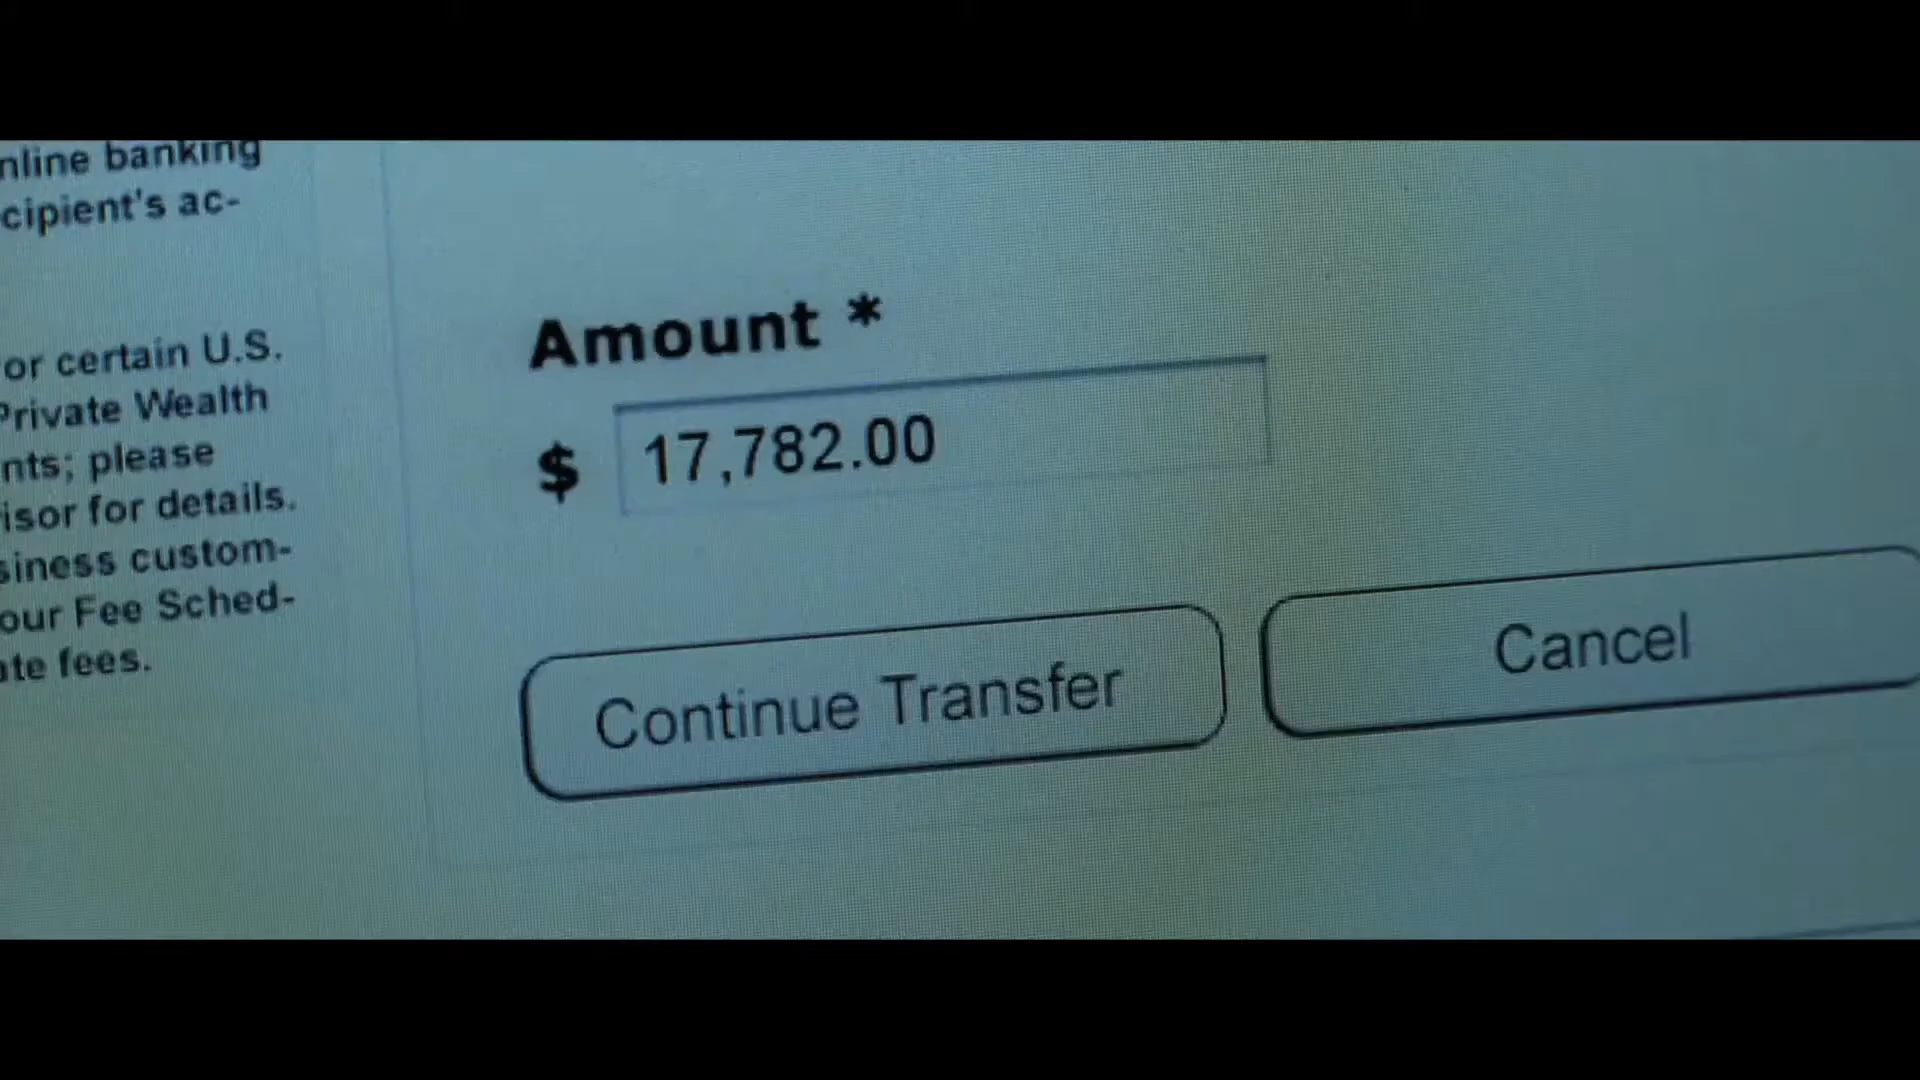 nline banking
cipient's ac-
or certain U.S.
Private Wealth
nts; please
isor for details.
siness custom-
our Fee Sched-
ate fees.
Amount *
$ 17,782.00
Continue Transfer
Cancel